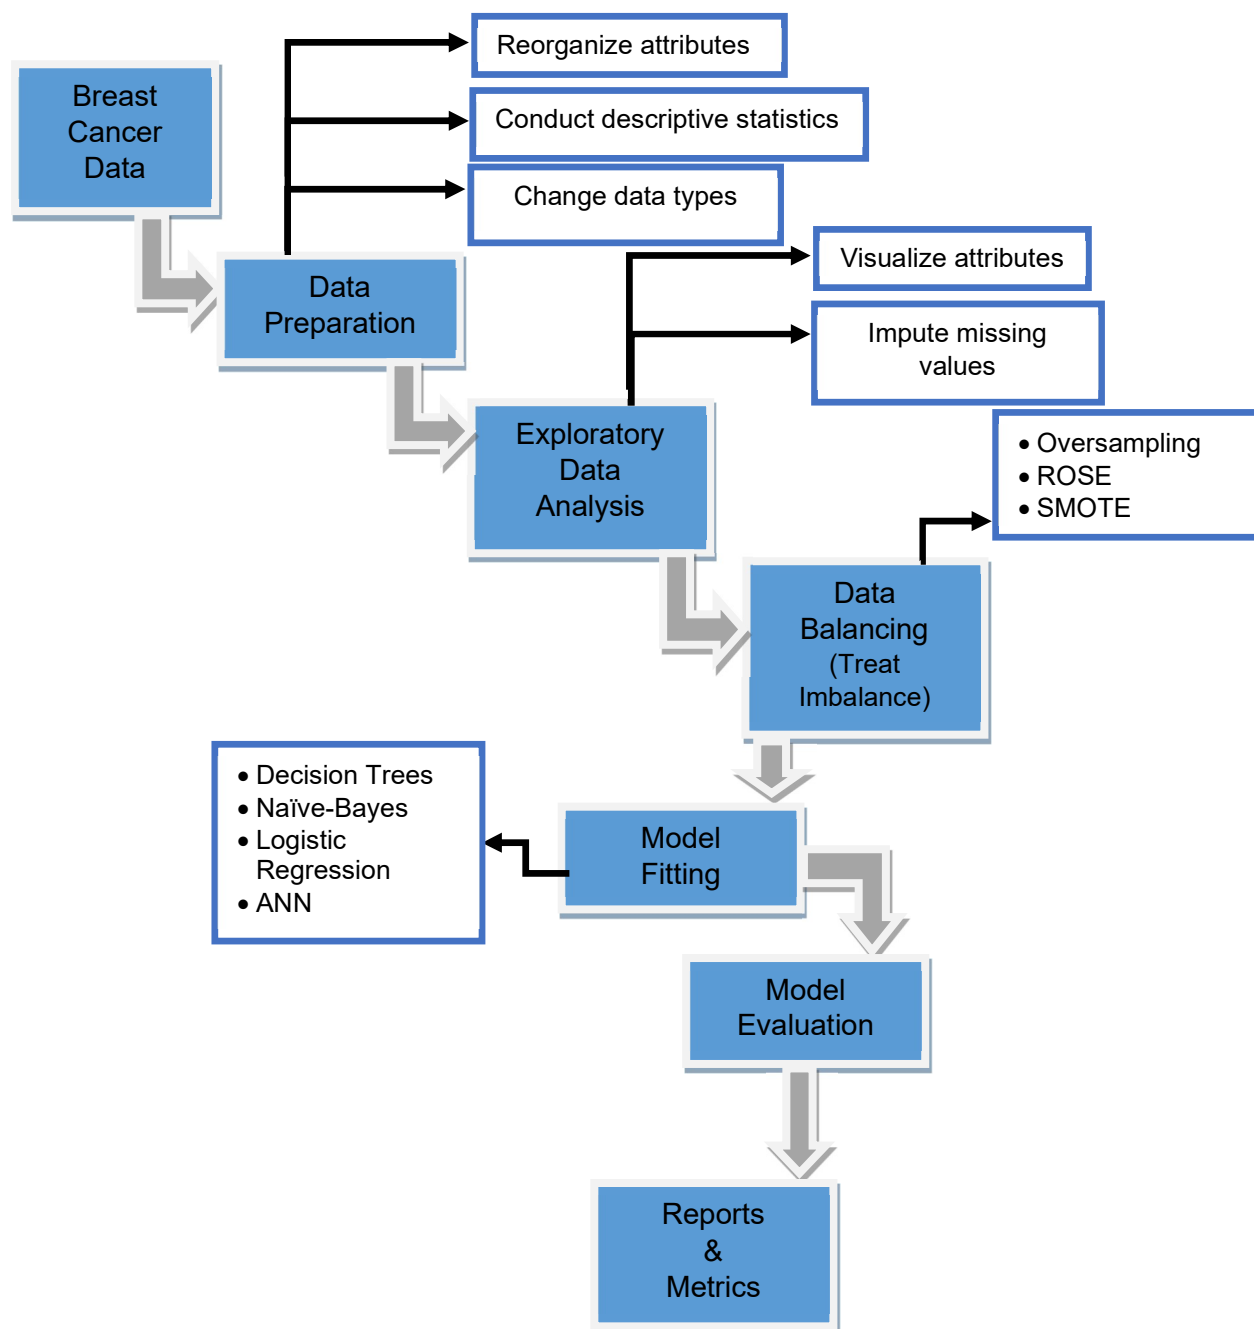 Reorganize attributes
Breast
Cancer
Data
Conduct descriptive statistics
Change data types
Visualize attributes
Data
Preparation
Impute missing
values
Exploratory
Data
Analysis
• Oversampling
• ROSE
• SMOTE
Data
Balancing
(Treat
Imbalance)
• Decision Trees
• Naïve-Bayes
• Logistic
Regression
• ANN
Model
Fitting
Model
Evaluation
Reports
&
Metrics